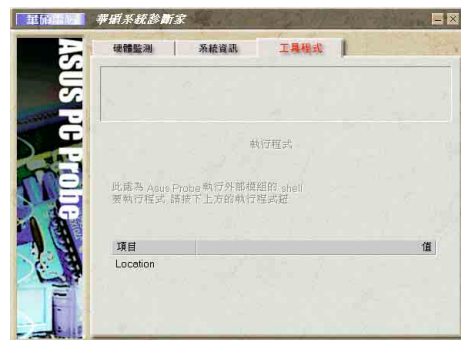 華碩電腦 華碩系統診斷家
硬體監測 系統資訊 工具程式
ASUS PC Probe
執行程式
此處為 Asus Probe 執行外部模組的 shell
要執行程式 請按下上方的執行程式鈕
項目 值
Location